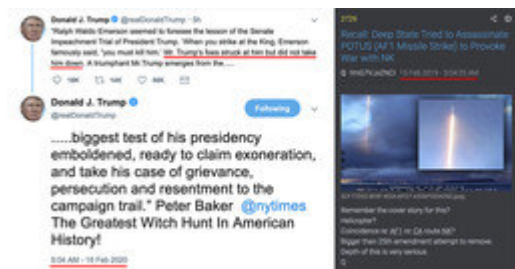 Donald J. Trump @realDonaldTrump · 5h
"Ralph Waldo Emerson seemed to foresee the lesson of the Senate
Impeachment Trial of President Trump. 'When you strike at the King, Emerson
famously said, "you must kill him.' Mr. Trump's foes struck at him but did not take
him down. A triumphant Mr.Trump emerges from the.....
Donald J. Trump
@realDonaldTrump
Following
.....biggest test of his presidency
emboldened, ready to claim exoneration,
and take his case of grievance,
persecution and resentment to the
campaign trail." Peter Baker @nytimes
The Greatest Witch Hunt In American
History!
5:04 AM - 15 Feb 2020
Recall: Deep State Tried to Assassinate
POTUS (AF1 Missile Strike) to Provoke
War with NK
Q
Remember the cover story for this?
Helicopter?
Coincidence re: AF1 re: CA route NK?
Bigger than 25th amendment attempt to remove.
Depth of this is very serious.
Q